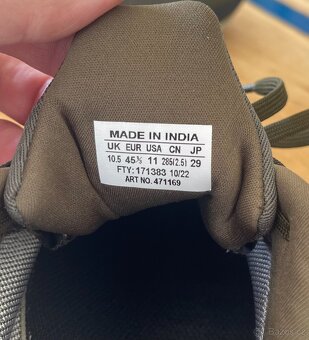 MADE IN INDIA
UK EUR USA CN JP
10.5 45⅓ 11 285(2.5) 29
FTY: 171383 10/22
ART NO. 471169